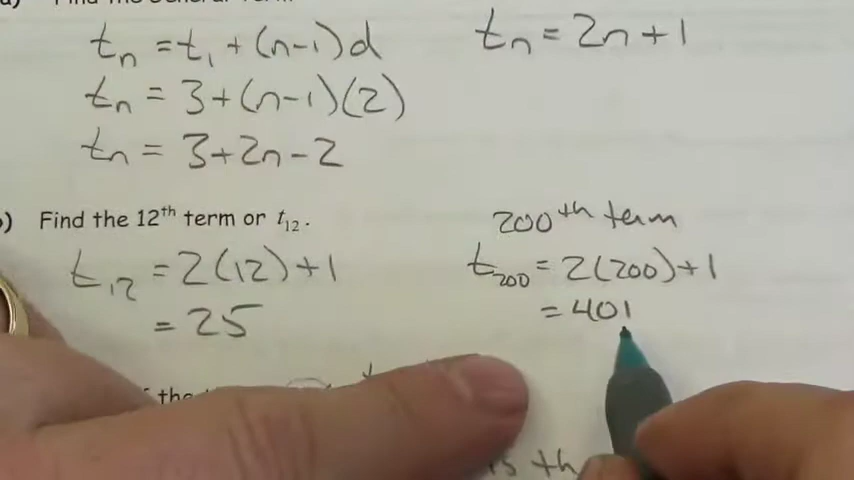 tₙ = t₁ + (n-1)d
tₙ = 3+(n-1)(2)
tₙ = 3+2n-2
tₙ = 2n+1
Find the 12ᵗʰ term or t₁₂.
t₁₂ = 2(12)+1
= 25
200ᵗʰ term
t₂₀₀ = 2(200)+1
= 401